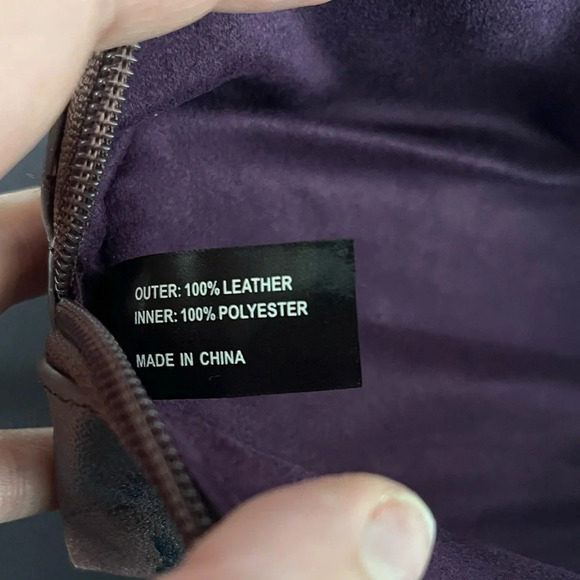 OUTER: 100% LEATHER
INNER: 100% POLYESTER
MADE IN CHINA